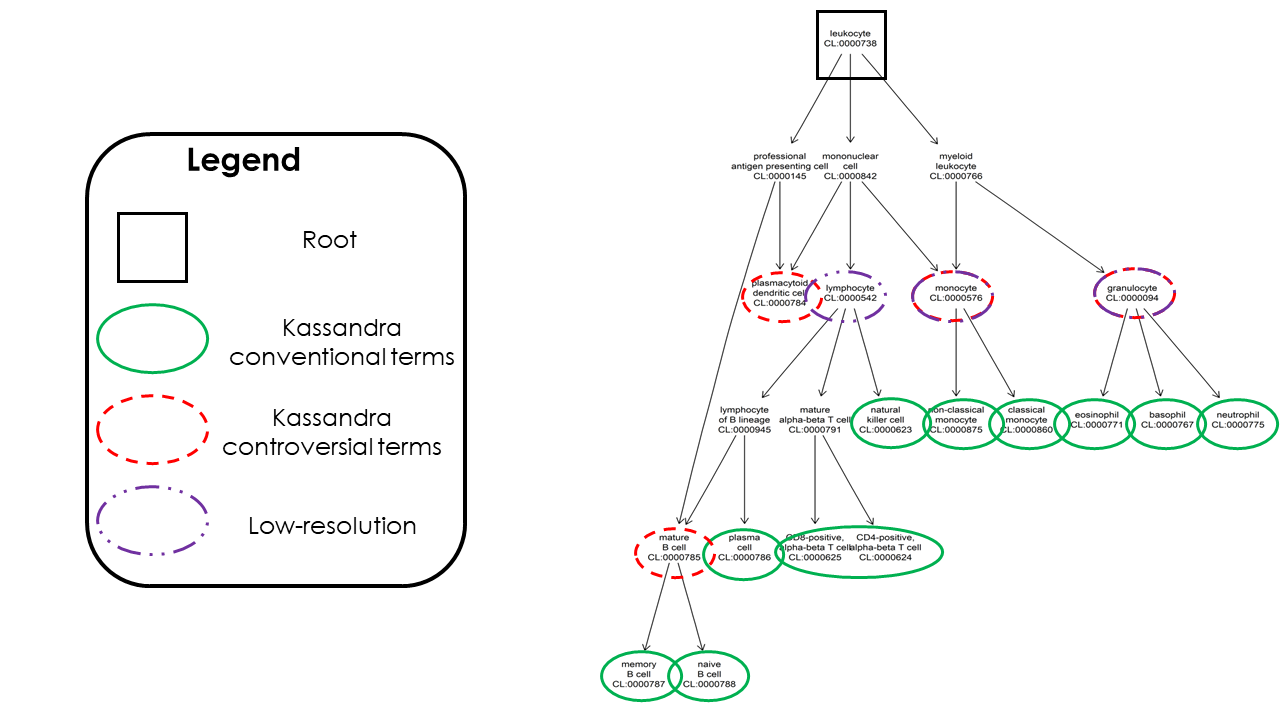 Legend
Root
Kassandra
conventional terms
Kassandra
controversial terms
Low-resolution
leukocyte
CL:0000738
professional
antigen presenting cell
CL:0000145
mononuclear
cell
CL:0000842
myeloid
leukocyte
CL:0000766
plasmacytoid
dendritic cell
CL:0000784
lymphocyte
CL:0000542
monocyte
CL:0000576
granulocyte
CL:0000094
lymphocyte
of B lineage
CL:0000945
mature
alpha-beta T cell
CL:0000791
natural
killer cell
CL:0000623
non-classical
monocyte
CL:0000875
classical
monocyte
CL:0000860
eosinophil
CL:0000771
basophil
CL:0000767
neutrophil
CL:0000775
mature
B cell
CL:0000785
plasma
cell
CL:0000786
CD8-positive,
alpha-beta T cell
CL:0000625
CD4-positive,
alpha-beta T cell
CL:0000624
memory
B cell
CL:0000787
naive
B cell
CL:0000788